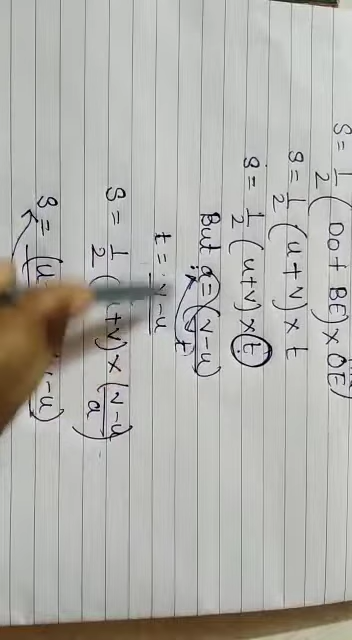 S = 1/2 (DO + BE) × OE)
S = 1/2 (u + v) × t
S = 1/2 (u + v) × t
But a = (v - u) / t
t = v - u
S = 1/2 (u + v) × (v - u / a)
S = (u v - u)